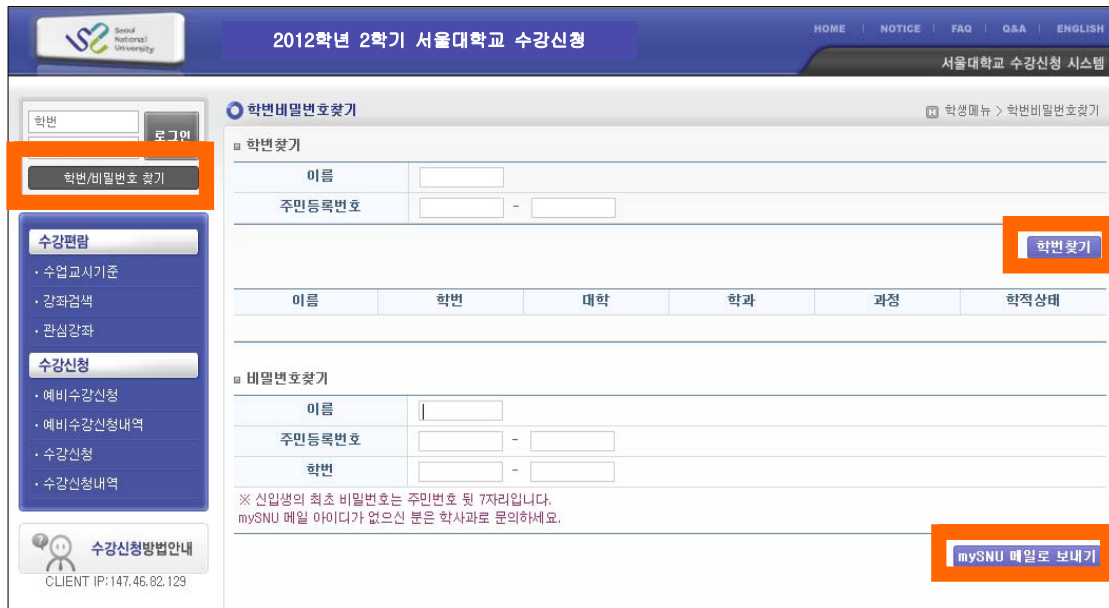 Seoul
National
University
2012학년 2학기 서울대학교 수강신청
HOME | NOTICE | FAQ | Q&A | ENGLISH
서울대학교 수강신청 시스템
학번
로그인
학번/비밀번호 찾기
수강편람
· 수업교시기준
· 강좌검색
· 관심강좌
수강신청
· 예비수강신청
· 예비수강신청내역
· 수강신청
· 수강신청내역
수강신청방법안내
CLIENT IP:147.46.82.129
학번비밀번호찾기
학생메뉴 > 학번비밀번호찾기
학번찾기
이름
주민등록번호 -
학번찾기
이름 학번 대학 학과 과정 학적상태
비밀번호찾기
이름
주민등록번호 -
학번 -
※ 신입생의 최초 비밀번호는 주민번호 뒷 7자리입니다.
mySNU 메일 아이디가 없으신 분은 학사과로 문의하세요.
mySNU 메일로 보내기